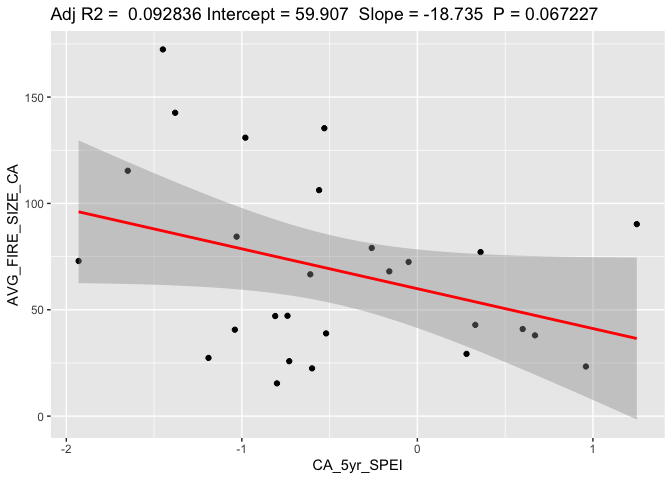 Adj R2 =  0.092836 Intercept = 59.907  Slope = -18.735  P = 0.067227
AVG_FIRE_SIZE_CA
150
100
50
0
-2
-1
0
1
CA_5yr_SPEI